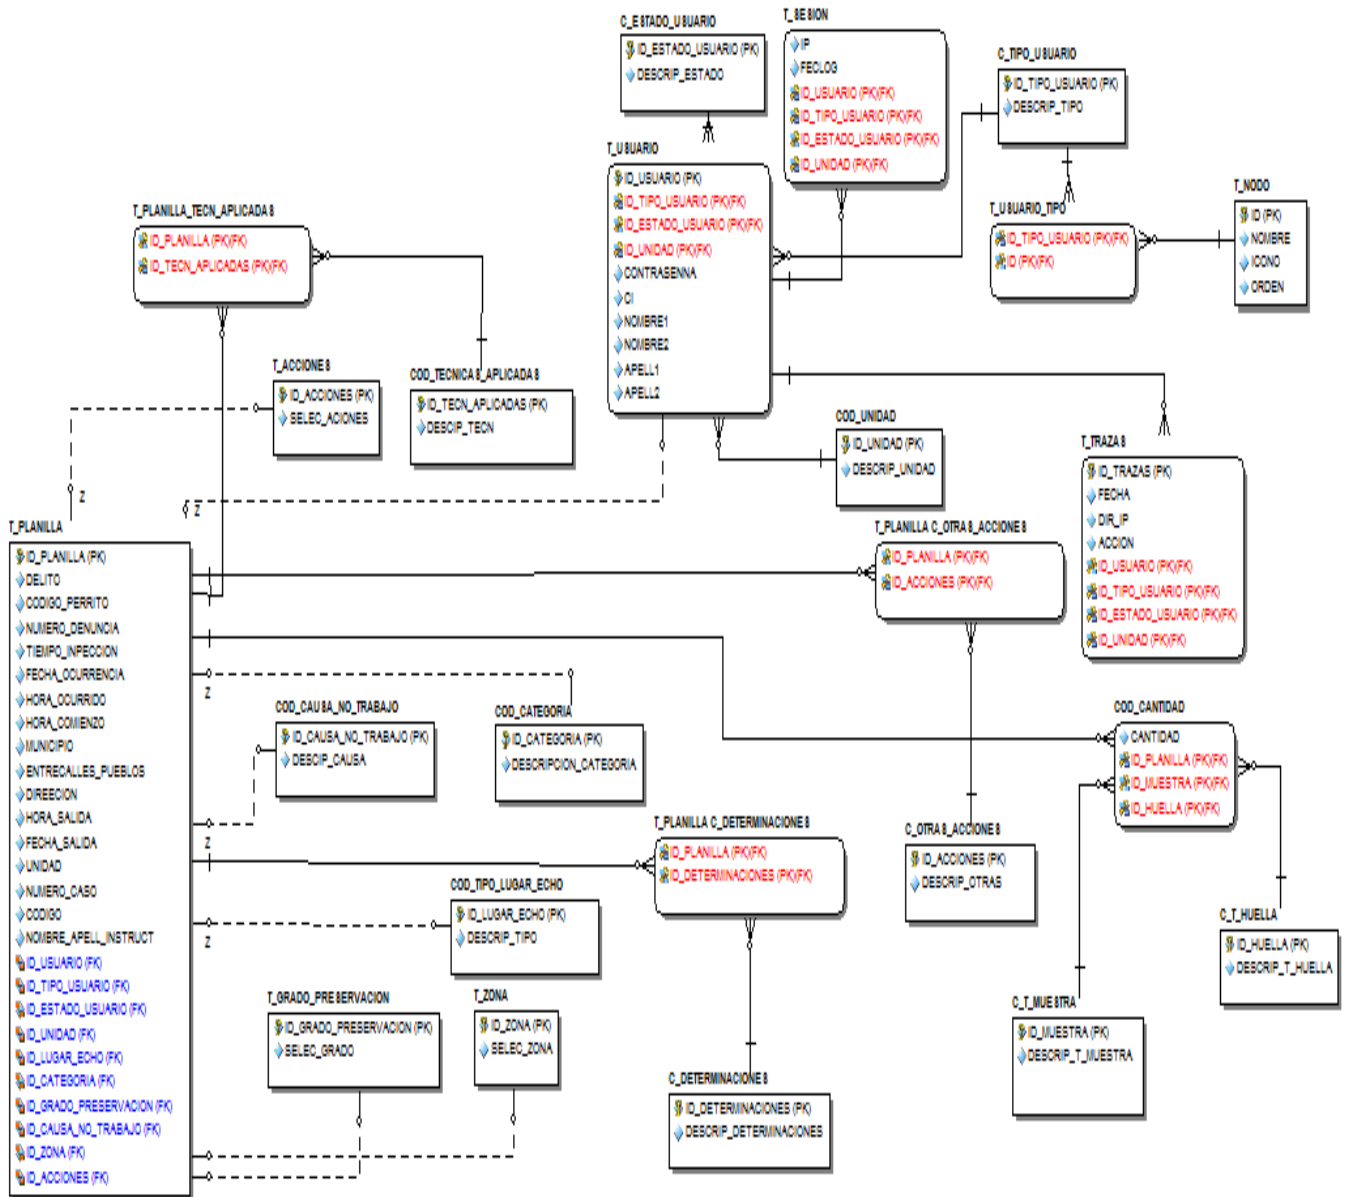 C_ESTADO_USUARIO
ID_ESTADO_USUARIO (PK)
DESCRIP_ESTADO
T_SESION
IP
FECLOG
ID_USUARIO (PK)(FK)
ID_TIPO_USUARIO (PK)(FK)
ID_ESTADO_USUARIO (PK)(FK)
ID_UNIDAD (PK)(FK)
C_TIPO_USUARIO
ID_TIPO_USUARIO (PK)
DESCRIP_TIPO
T_USUARIO
ID_USUARIO (PK)
ID_TIPO_USUARIO (PK)(FK)
ID_ESTADO_USUARIO (PK)(FK)
ID_UNIDAD (PK)(FK)
CONTRASENNA
CI
NOMBRE1
NOMBRE2
APELL1
APELL2
T_USUARIO_TIPO
ID_TIPO_USUARIO (PK)(FK)
ID (PK)(FK)
T_NODO
ID (PK)
NOMBRE
ICONO
ORDEN
T_PLANILLA_TECN_APLICADAS
ID_PLANILLA (PK)(FK)
ID_TECN_APLICADAS (PK)(FK)
T_ACCIONES
ID_ACCIONES (PK)
SELEC_ACIONES
COD_TECNICAS_APLICADAS
ID_TECN_APLICADAS (PK)
DESCIP_TECN
COD_UNIDAD
ID_UNIDAD (PK)
DESCRIP_UNIDAD
T_TRAZAS
ID_TRAZAS (PK)
FECHA
DIR_IP
ACCION
ID_USUARIO (PK)(FK)
ID_TIPO_USUARIO (PK)(FK)
ID_ESTADO_USUARIO (PK)(FK)
ID_UNIDAD (PK)(FK)
Z
Z
T_PLANILLA
ID_PLANILLA (PK)
DELITO
CODIGO_PERRITO
NUMERO_DENUNCIA
TIEMPO_INPECCION
FECHA_OCURRENCIA
HORA_OCURRIDO
HORA_COMIENZO
MUNICIPIO
ENTRECALLES_PUEBLOS
DIREECION
HORA_SALIDA
FECHA_SALIDA
UNIDAD
NUMERO_CASO
CODIGO
NOMBRE_APELL_INSTRUCT
ID_USUARIO (FK)
ID_TIPO_USUARIO (FK)
ID_ESTADO_USUARIO (FK)
ID_UNIDAD (FK)
ID_LUGAR_ECHO (FK)
ID_CATEGORIA (FK)
ID_GRADO_PRESERVACION (FK)
ID_CAUSA_NO_TRABAJO (FK)
ID_ZONA (FK)
ID_ACCIONES (FK)
T_PLANILLA C_OTRAS_ACCIONES
ID_PLANILLA (PK)(FK)
ID_ACCIONES (PK)(FK)
Z
COD_CAUSA_NO_TRABAJO
ID_CAUSA_NO_TRABAJO (PK)
DESCIP_CAUSA
COD_CATEGORIA
ID_CATEGORIA (PK)
DESCRIPCION_CATEGORIA
COD_CANTIDAD
CANTIDAD
ID_PLANILLA (PK)(FK)
ID_MUESTRA (PK)(FK)
ID_HUELLA (PK)(FK)
Z
T_PLANILLA C_DETERMINACIONES
ID_PLANILLA (PK)(FK)
ID_DETERMINACIONES (PK)(FK)
C_OTRAS_ACCIONES
ID_ACCIONES (PK)
DESCRIP_OTRAS
COD_TIPO_LUGAR_ECHO
ID_LUGAR_ECHO (PK)
DESCRIP_TIPO
Z
C_T_HUELLA
ID_HUELLA (PK)
DESCRIP_T_HUELLA
T_GRADO_PRESERVACION
ID_GRADO_PRESERVACION (PK)
SELEC_GRADO
T_ZONA
ID_ZONA (PK)
SELEC_ZONA
C_T_MUESTRA
ID_MUESTRA (PK)
DESCRIP_T_MUESTRA
C_DETERMINACIONES
ID_DETERMINACIONES (PK)
DESCRIP_DETERMINACIONES